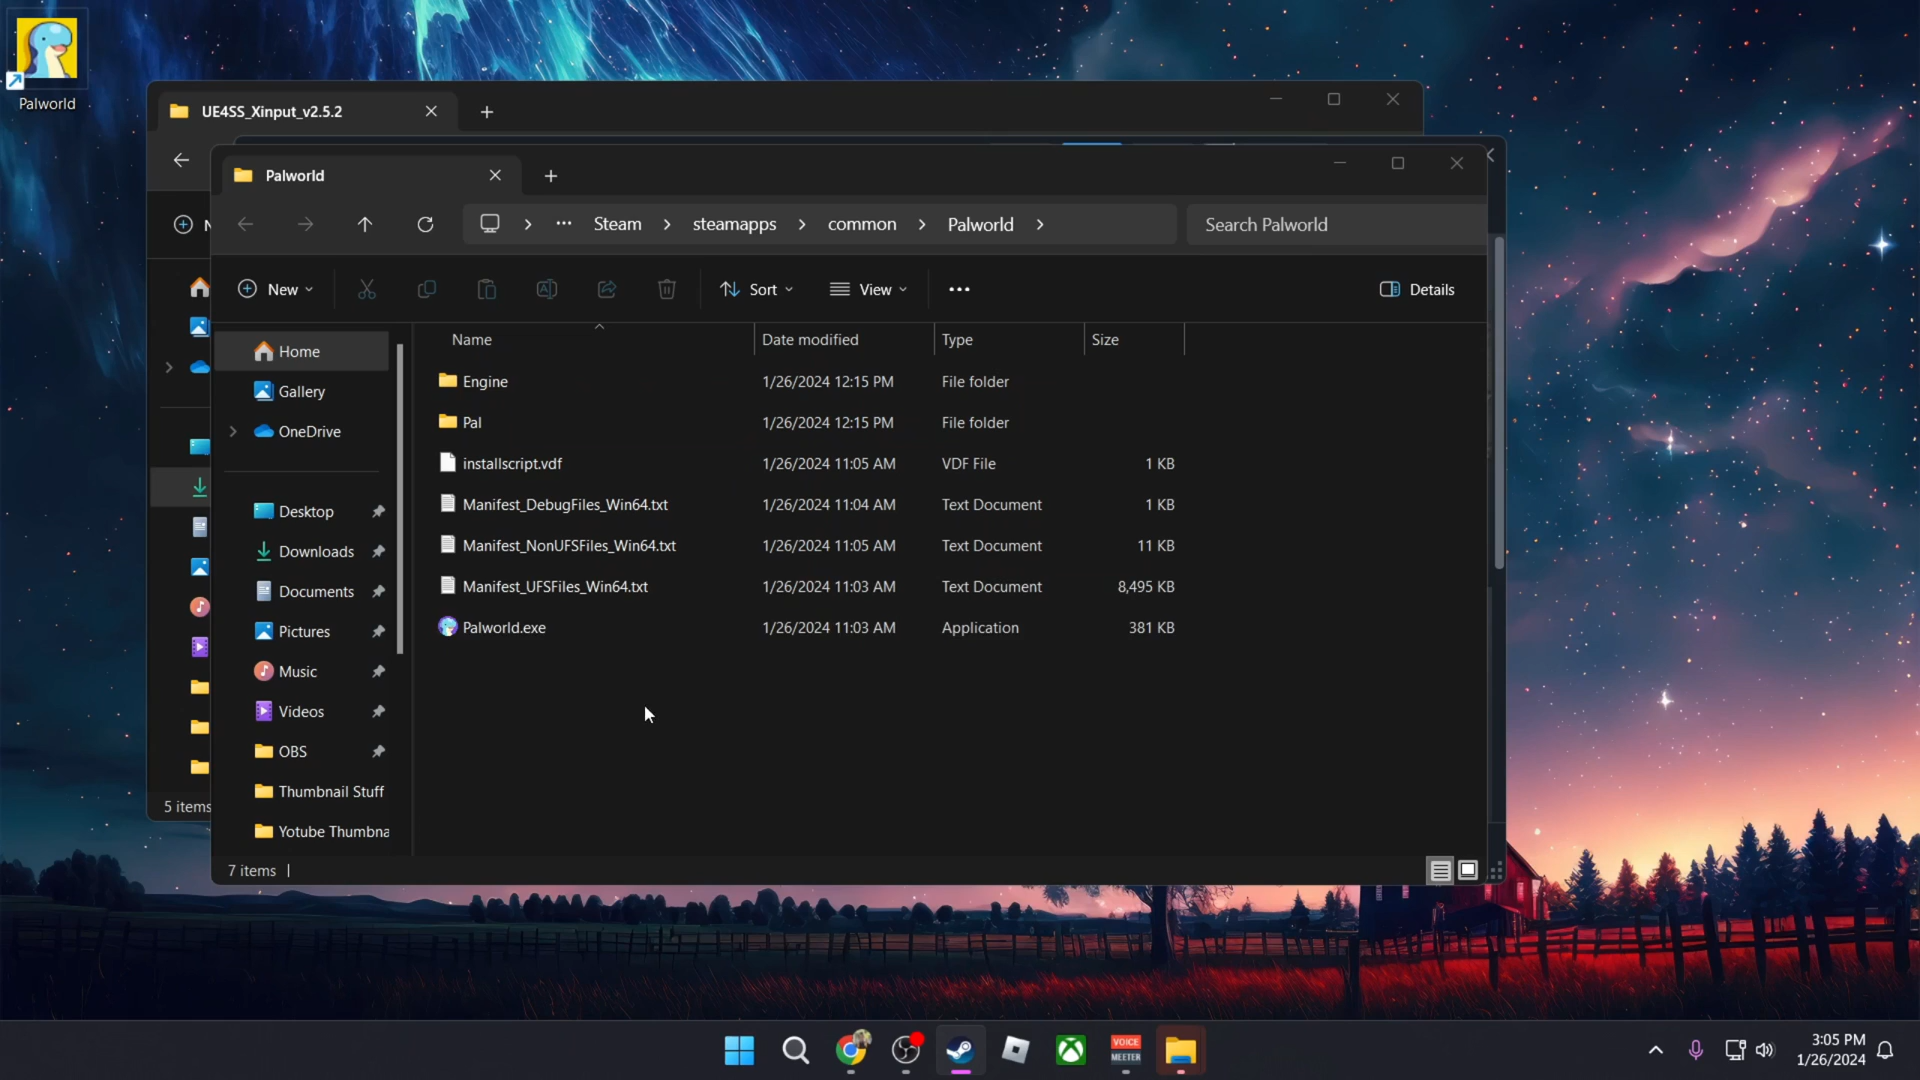 Palworld
UE4SS_Xinput_v2.5.2
Palworld
Steam
steamapps
common
Palworld
Search Palworld
N
New
Sort
View
Details
Name
Date modified
Type
Size
Home
Gallery
OneDrive
Desktop
Downloads
Documents
Pictures
Music
Videos
OBS
Thumbnail Stuff
Yotube Thumbna
Engine 1/26/2024 12:15 PM File folder
Pal 1/26/2024 12:15 PM File folder
installscript.vdf 1/26/2024 11:05 AM VDF File 1 KB
Manifest_DebugFiles_Win64.txt 1/26/2024 11:04 AM Text Document 1 KB
Manifest_NonUFSFiles_Win64.txt 1/26/2024 11:05 AM Text Document 11 KB
Manifest_UFSFiles_Win64.txt 1/26/2024 11:03 AM Text Document 8,495 KB
Palworld.exe 1/26/2024 11:03 AM Application 381 KB
5 items
7 items
VOICE
MEETER
3:05 PM
1/26/2024